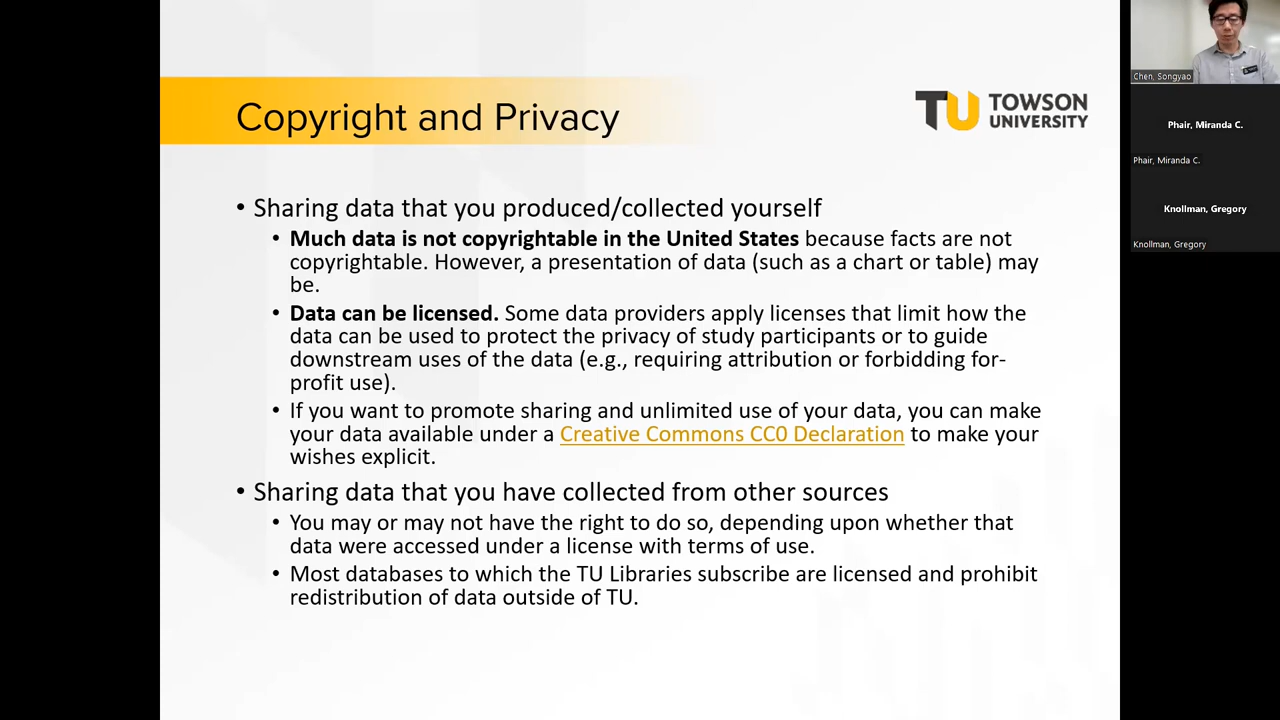 Copyright and Privacy
TU TOWSON
UNIVERSITY
• Sharing data that you produced/collected yourself
• Much data is not copyrightable in the United States because facts are not
copyrightable. However, a presentation of data (such as a chart or table) may
be.
• Data can be licensed. Some data providers apply licenses that limit how the
data can be used to protect the privacy of study participants or to guide
downstream uses of the data (e.g., requiring attribution or forbidding for-
profit use).
• If you want to promote sharing and unlimited use of your data, you can make
your data available under a Creative Commons CC0 Declaration to make your
wishes explicit.
• Sharing data that you have collected from other sources
• You may or may not have the right to do so, depending upon whether that
data were accessed under a license with terms of use.
• Most databases to which the TU Libraries subscribe are licensed and prohibit
redistribution of data outside of TU.
Chen, Songyao
Phair, Miranda C.
Phair, Miranda C.
Knollman, Gregory
Knollman, Gregory